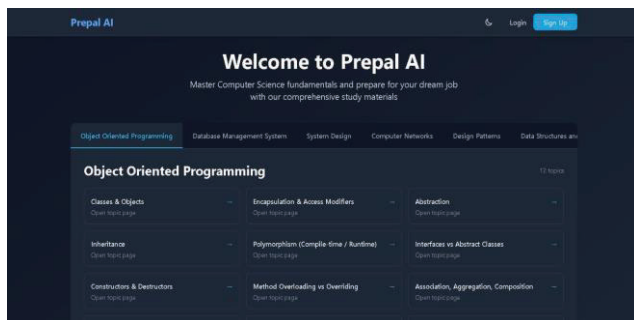 Prepal AI
Login
Sign Up
Welcome to Prepal AI
Master Computer Science fundamentals and prepare for your dream job
with our comprehensive study materials
Object Oriented Programming
Database Management System
System Design
Computer Networks
Design Patterns
Data Structures
Object Oriented Programming
12 topics
Classes & Objects →
Open topic page
Encapsulation & Access Modifiers →
Open topic page
Abstraction →
Open topic page
Inheritance →
Open topic page
Polymorphism (Compile-time / Runtime) →
Open topic page
Interfaces vs Abstract Classes →
Open topic page
Constructors & Destructors →
Open topic page
Method Overloading vs Overriding →
Open topic page
Association, Aggregation, Composition →
Open topic page